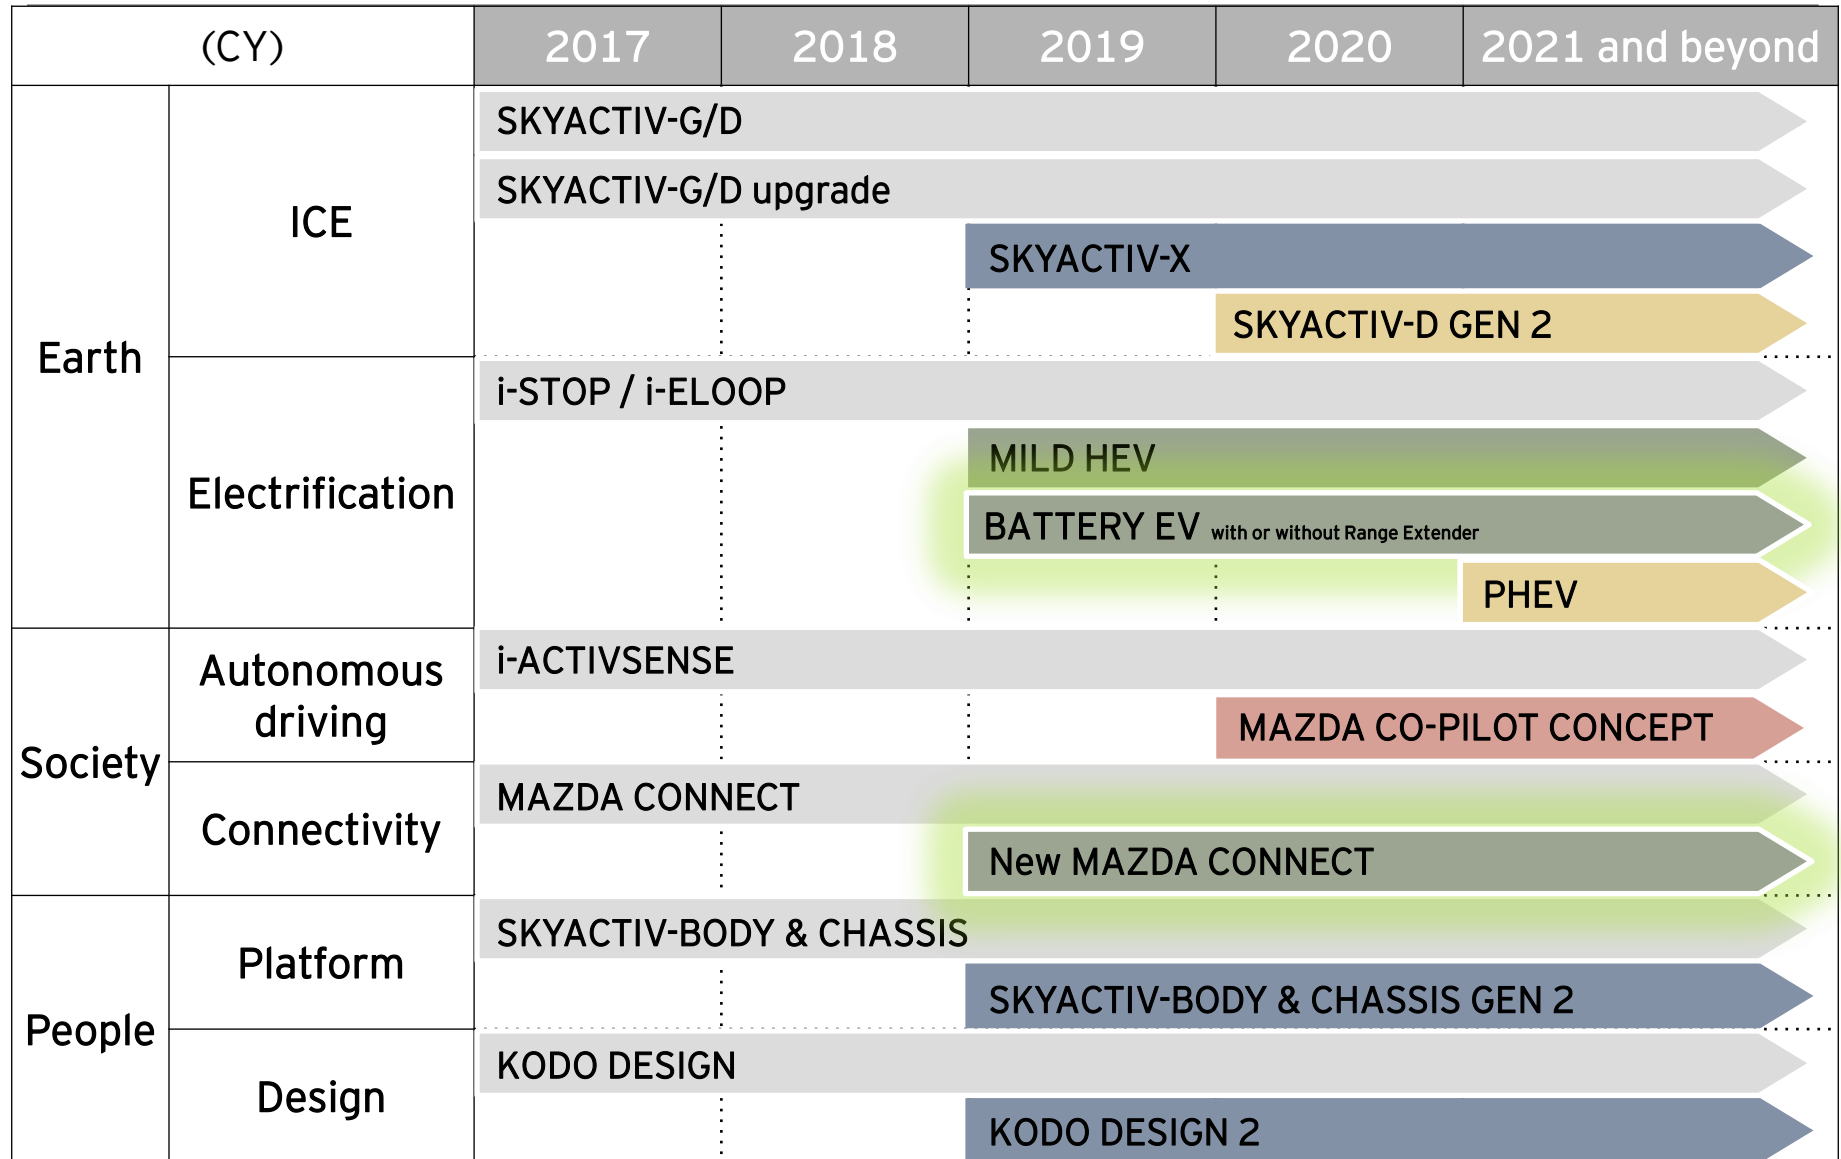 (CY) 2017 2018 2019 2020 2021 and beyond
Earth
ICE
SKYACTIV-G/D
SKYACTIV-G/D upgrade
SKYACTIV-X
SKYACTIV-D GEN 2
Electrification
i-STOP / i-ELOOP
MILD HEV
BATTERY EV with or without Range Extender
PHEV
Society
Autonomous
driving
i-ACTIVSENSE
MAZDA CO-PILOT CONCEPT
Connectivity
MAZDA CONNECT
New MAZDA CONNECT
People
Platform
SKYACTIV-BODY & CHASSIS
SKYACTIV-BODY & CHASSIS GEN 2
Design
KODO DESIGN
KODO DESIGN 2